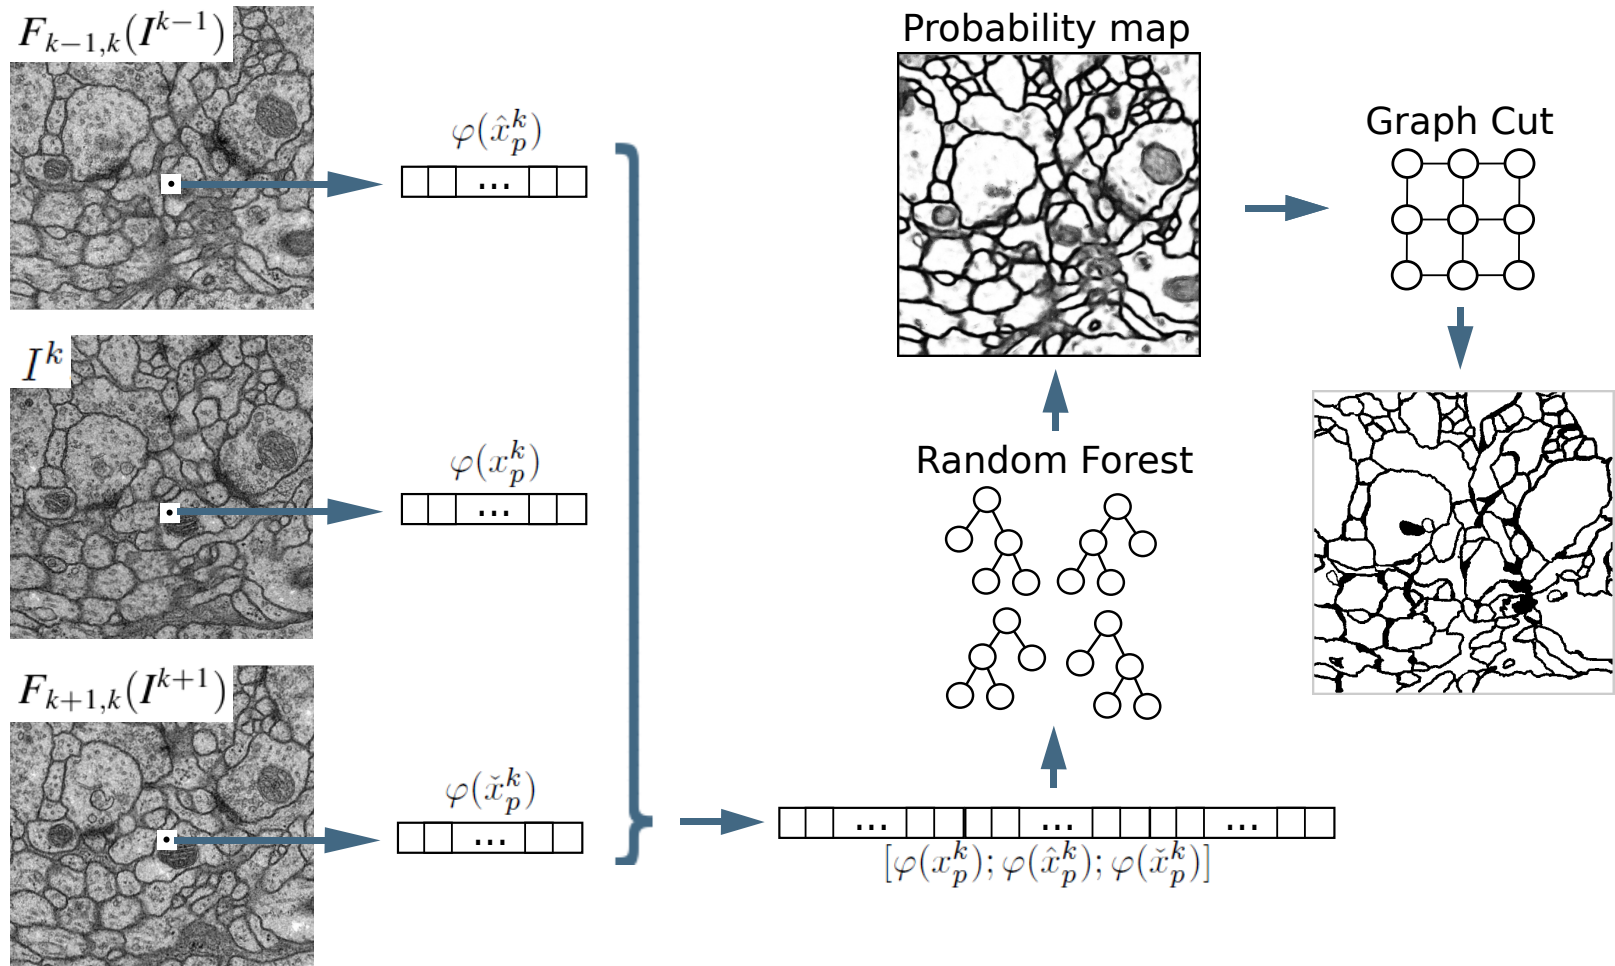 F_{k−1,k}(I^{k−1})
φ(x̂_p^k)
...
I^k
φ(x_p^k)
...
F_{k+1,k}(I^{k+1})
φ(x̌_p^k)
...
... ... ...
[φ(x_p^k); φ(x̂_p^k); φ(x̌_p^k)]
Random Forest
Probability map
Graph Cut